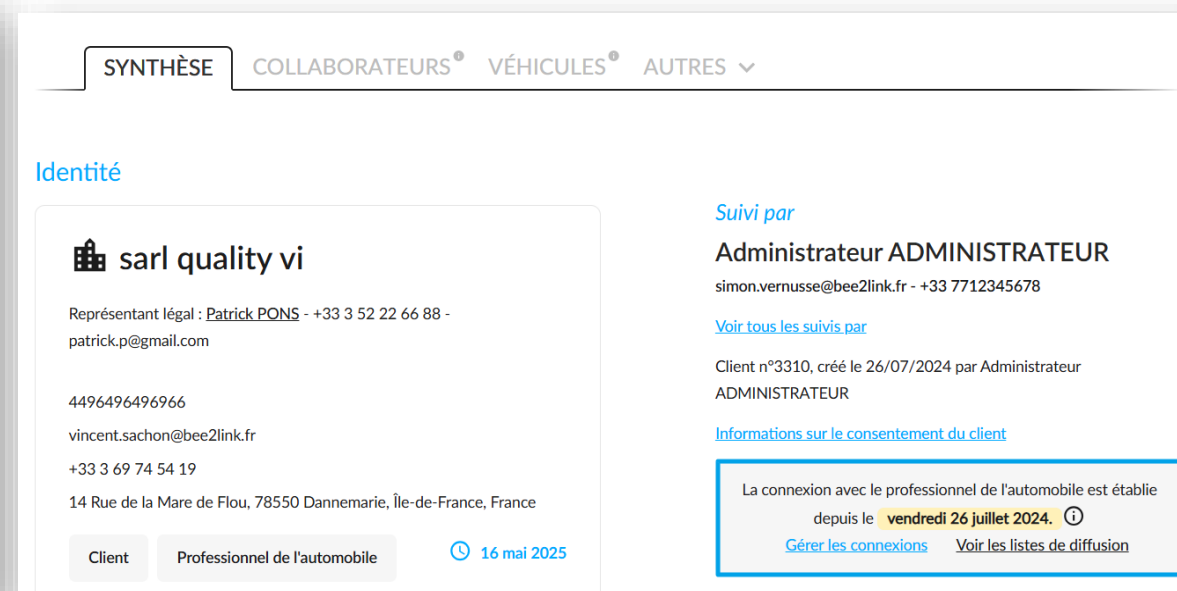 SYNTHÈSE COLLABORATEURS VÉHICULES AUTRES
Identité
sarl quality vi
Représentant légal : Patrick PONS - +33 3 52 22 66 88 -
patrick.p@gmail.com
4496496496966
vincent.sachon@bee2link.fr
+33 3 69 74 54 19
14 Rue de la Mare de Flou, 78550 Dannemarie, Île-de-France, France
Client Professionnel de l'automobile 16 mai 2025
Suivi par
Administrateur ADMINISTRATEUR
simon.vernusse@bee2link.fr - +33 7712345678
Voir tous les suivis par
Client n°3310, créé le 26/07/2024 par Administrateur
ADMINISTRATEUR
Informations sur le consentement du client
La connexion avec le professionnel de l'automobile est établie
depuis le vendredi 26 juillet 2024.
Gérer les connexions Voir les listes de diffusion